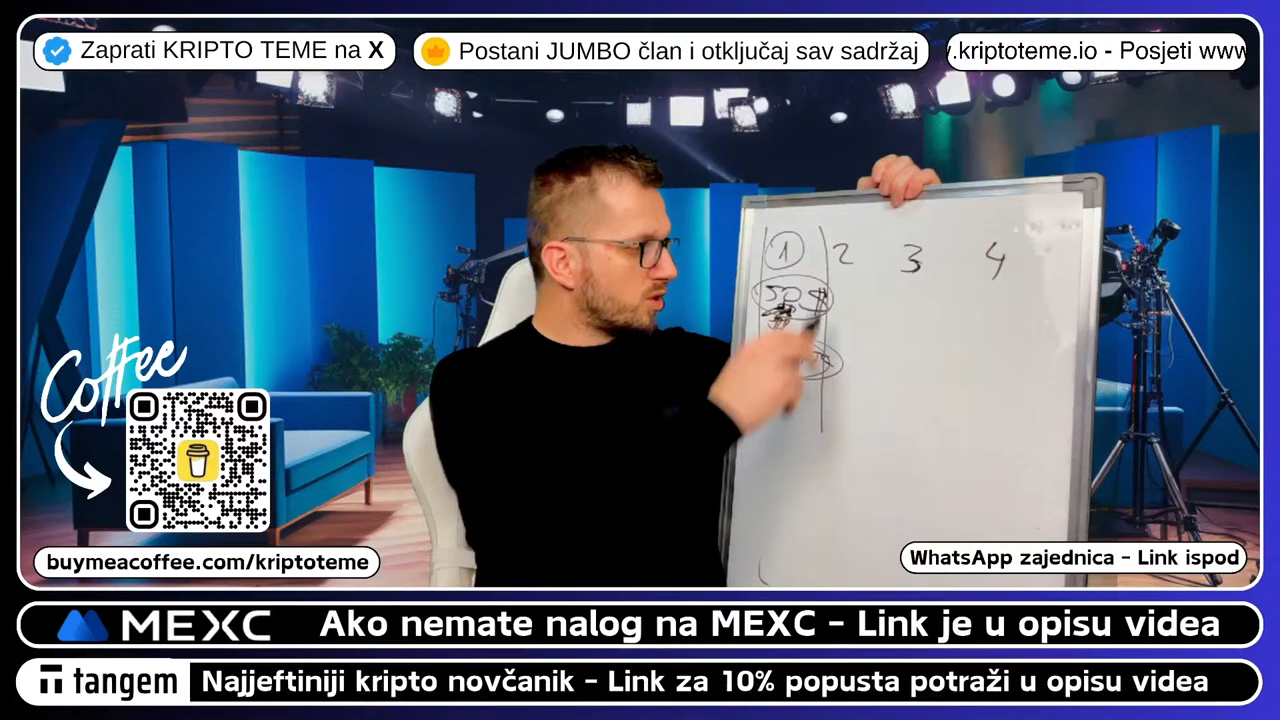 Zaprati KRIPTO TEME na X
Postani JUMBO član i otključaj sav sadržaj
.kriptoteme.io - Posjeti www
1 2 3 4
50 $
Coffee
buymeacoffee.com/kriptoteme
WhatsApp zajednica - Link ispod
MEXC
Ako nemate nalog na MEXC - Link je u opisu videa
tangem
Najjeftiniji kripto novčanik - Link za 10% popusta potraži u opisu videa